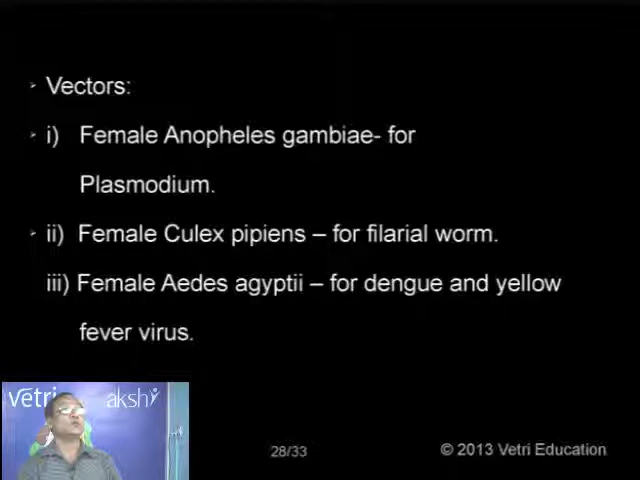 Vectors:
i) Female Anopheles gambiae- for
Plasmodium.
ii) Female Culex pipiens – for filarial worm.
iii) Female Aedes agyptii – for dengue and yellow
fever virus.
vetri akshy
28/33
© 2013 Vetri Education